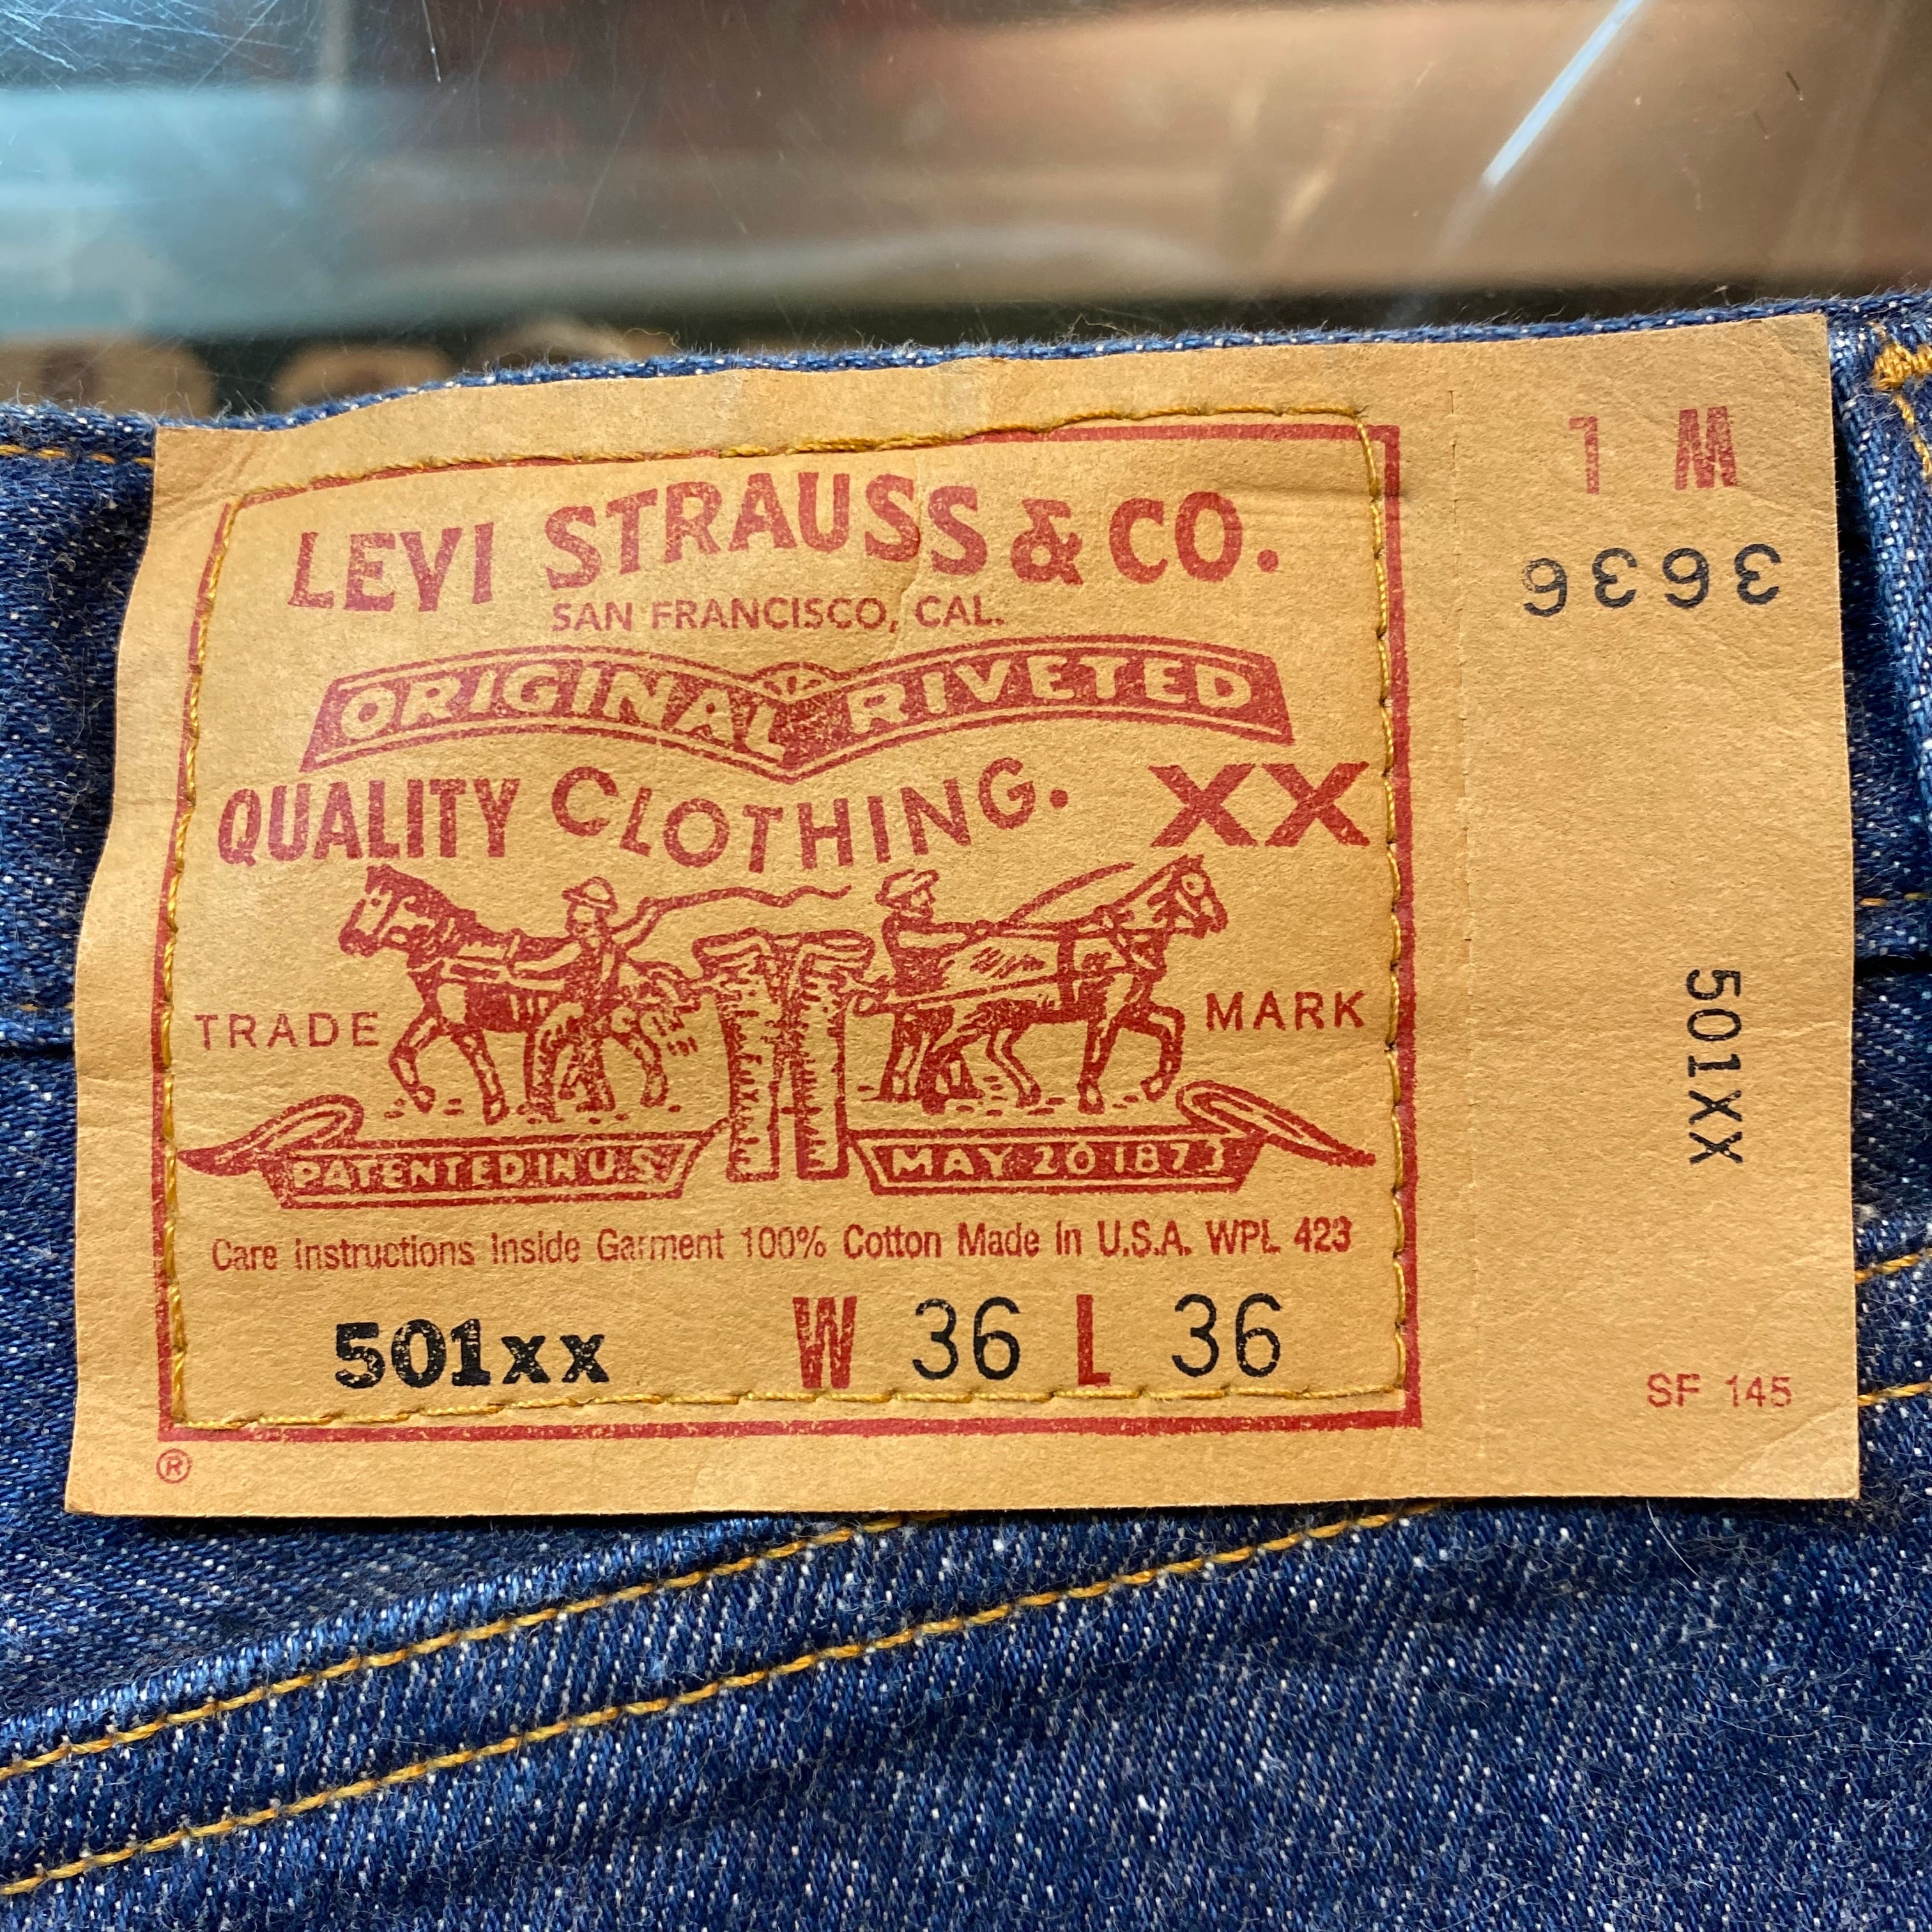 LEVI STRAUSS & CO.
SAN FRANCISCO, CAL.
ORIGINAL RIVETED
QUALITY CLOTHING. XX
TRADE MARK
PATENTED IN U.S. MAY 20 1873
Care Instructions Inside Garment 100% Cotton Made in U.S.A. WPL 423
501xx W 36 L 36
®
1 M
3636
501XX
SF 145